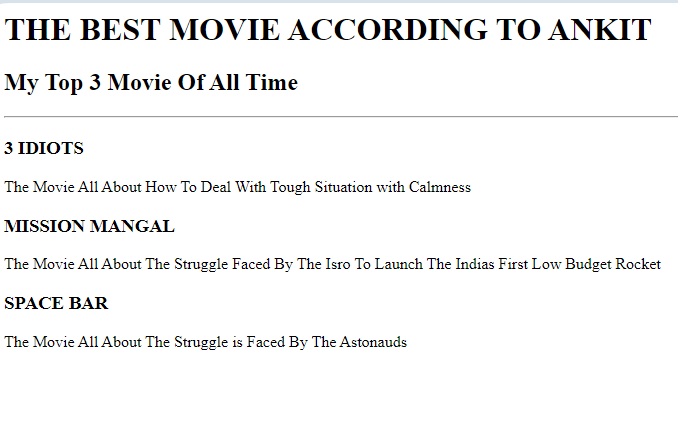 THE BEST MOVIE ACCORDING TO ANKIT
My Top 3 Movie Of All Time
3 IDIOTS
The Movie All About How To Deal With Tough Situation with Calmness
MISSION MANGAL
The Movie All About The Struggle Faced By The Isro To Launch The Indias First Low Budget Rocket
SPACE BAR
The Movie All About The Struggle is Faced By The Astonauds